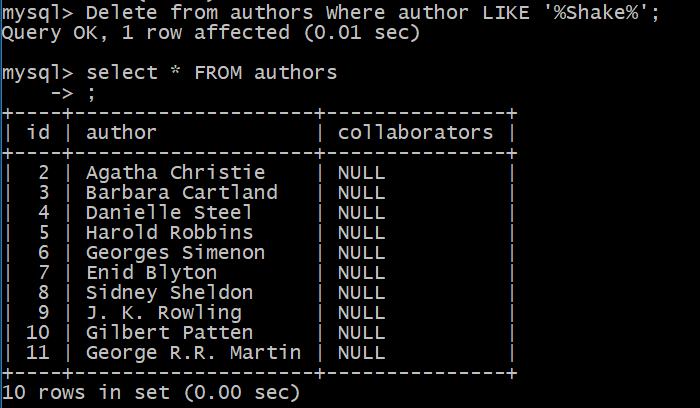 mysql> Delete from authors Where author LIKE '%Shake%';
Query OK, 1 row affected (0.01 sec)
mysql> select * FROM authors
    -> ;
+----+--------------------+---------------+
| id | author             | collaborators |
+----+--------------------+---------------+
|  2 | Agatha Christie    | NULL          |
|  3 | Barbara Cartland   | NULL          |
|  4 | Danielle Steel     | NULL          |
|  5 | Harold Robbins     | NULL          |
|  6 | Georges Simenon    | NULL          |
|  7 | Enid Blyton        | NULL          |
|  8 | Sidney Sheldon     | NULL          |
|  9 | J. K. Rowling      | NULL          |
| 10 | Gilbert Patten     | NULL          |
| 11 | George R.R. Martin | NULL          |
+----+--------------------+---------------+
10 rows in set (0.00 sec)